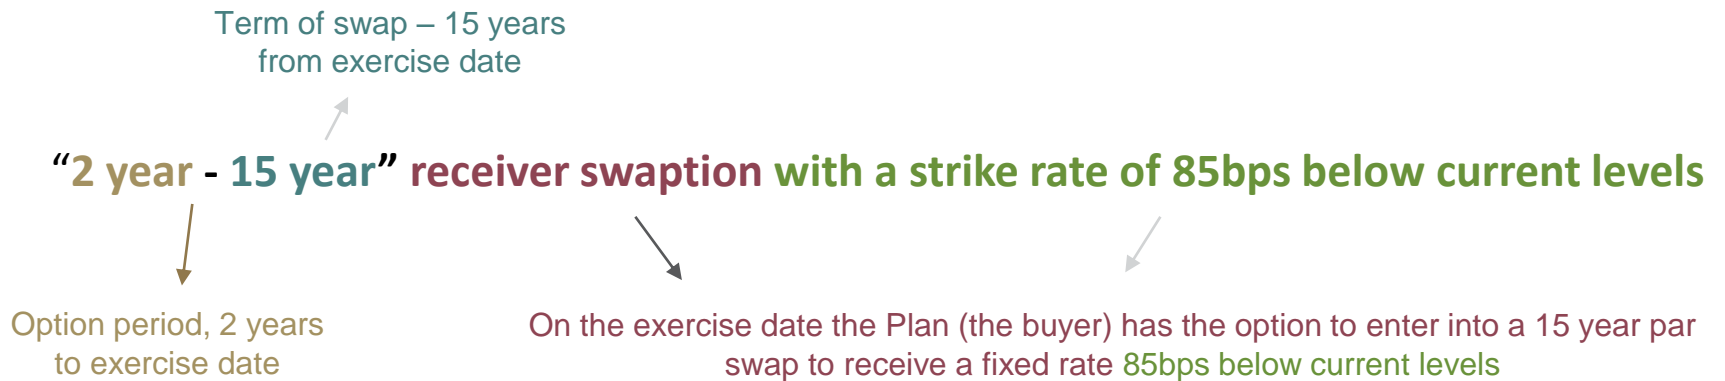 Term of swap – 15 years
from exercise date
“2 year - 15 year” receiver swaption with a strike rate of 85bps below current levels
Option period, 2 years
to exercise date
On the exercise date the Plan (the buyer) has the option to enter into a 15 year par
swap to receive a fixed rate 85bps below current levels